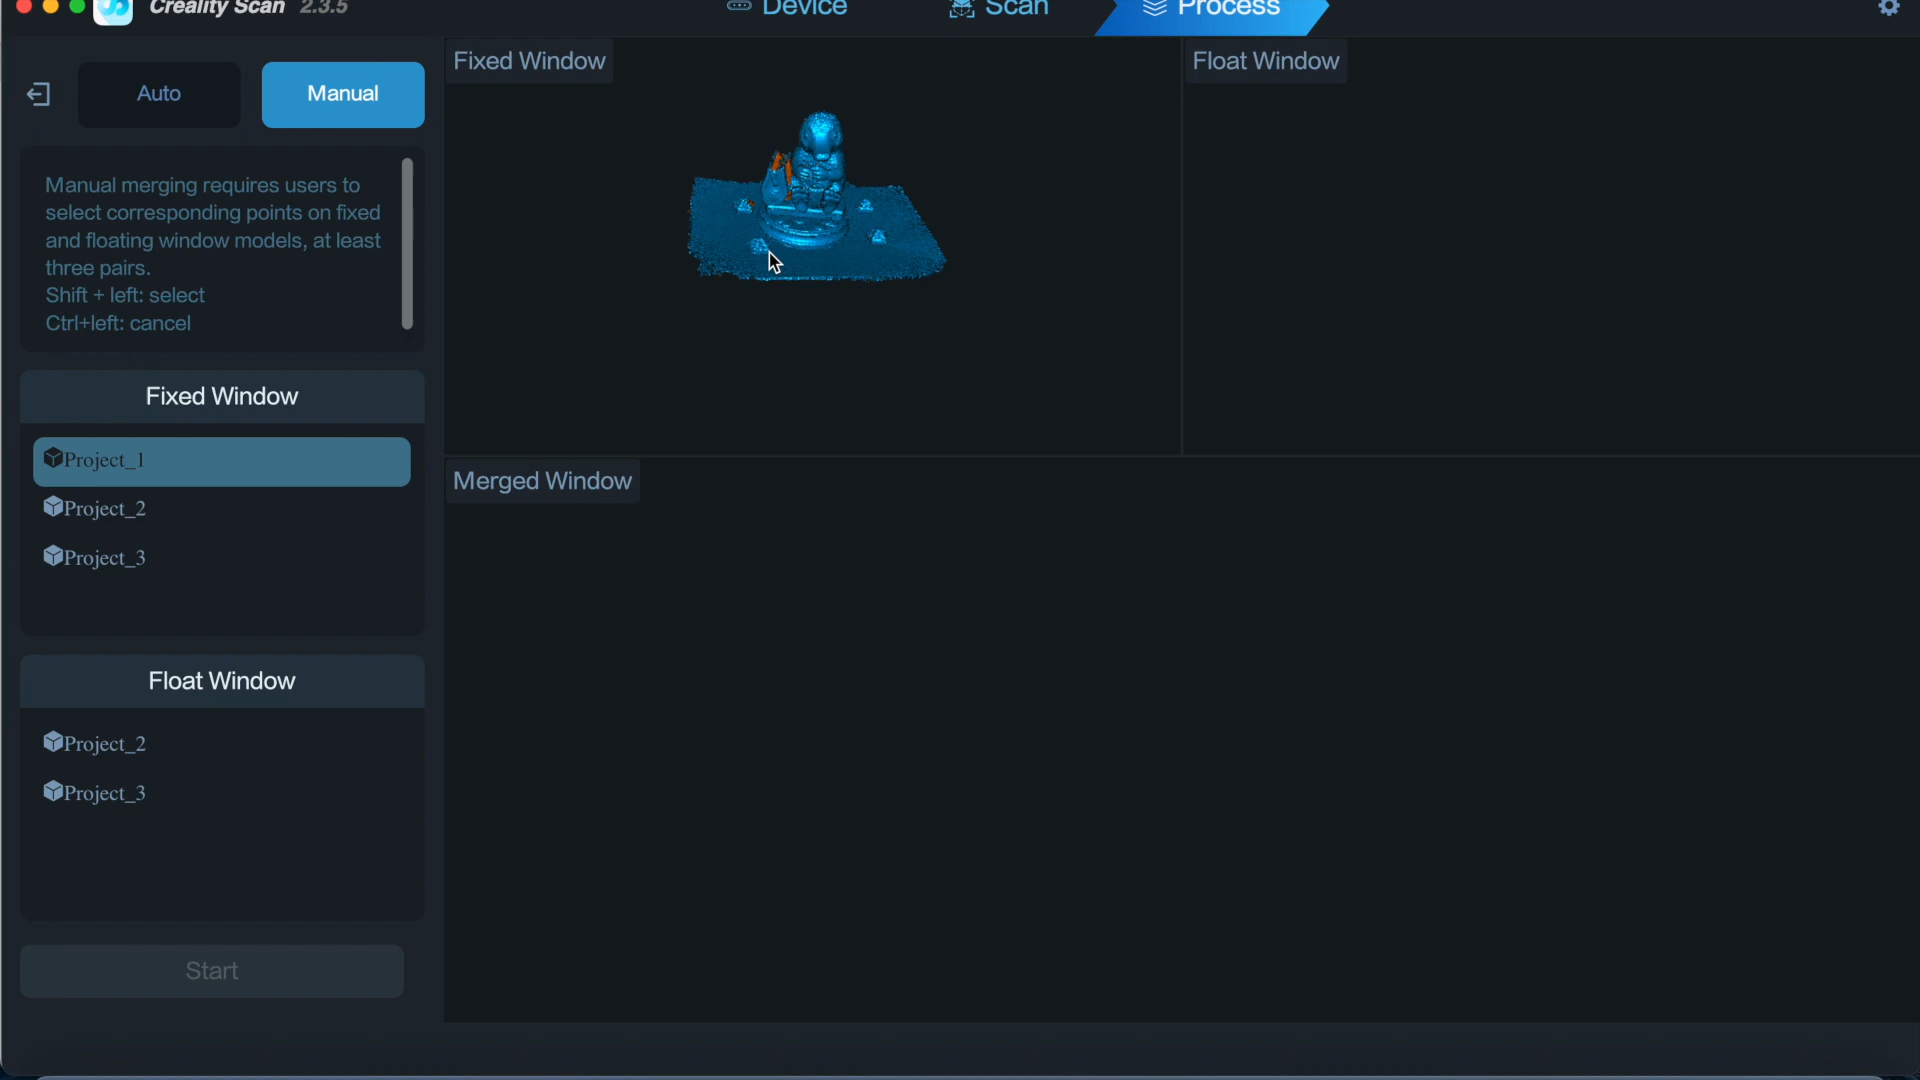 Creality Scan 2.3.5
Device
Scan
Process
Auto
Manual
Manual merging requires users to
select corresponding points on fixed
and floating window models, at least
three pairs.
Shift + left: select
Ctrl+left: cancel
Fixed Window
Project_1
Project_2
Project_3
Float Window
Project_2
Project_3
Start
Fixed Window
Float Window
Merged Window